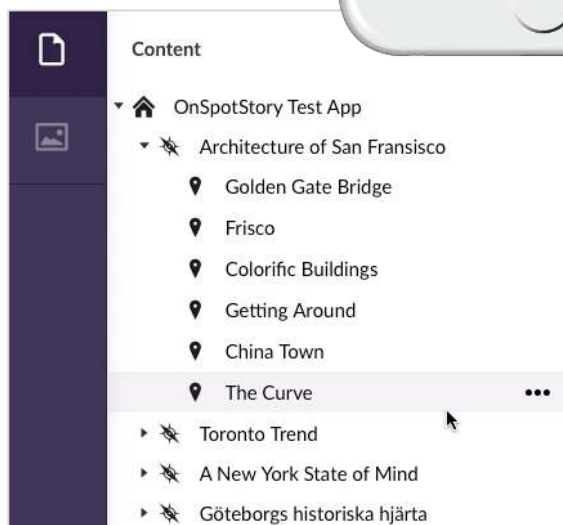 Content
OnSpotStory Test App
Architecture of San Fransisco
Golden Gate Bridge
Frisco
Colorific Buildings
Getting Around
China Town
The Curve
Toronto Trend
A New York State of Mind
Göteborgs historiska hjärta